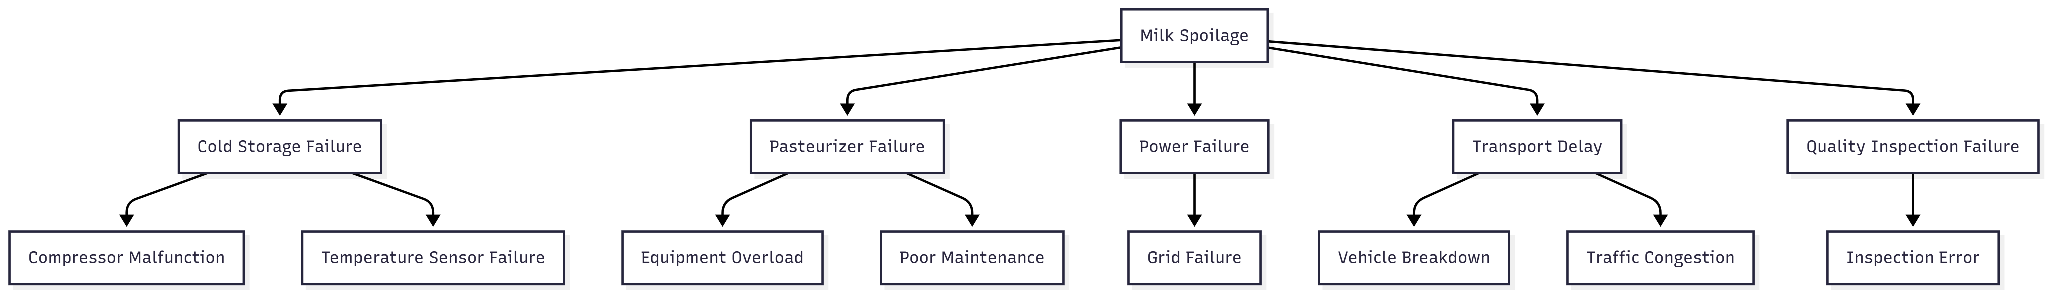 Milk Spoilage
Cold Storage Failure
Pasteurizer Failure
Power Failure
Transport Delay
Quality Inspection Failure
Compressor Malfunction
Temperature Sensor Failure
Equipment Overload
Poor Maintenance
Grid Failure
Vehicle Breakdown
Traffic Congestion
Inspection Error